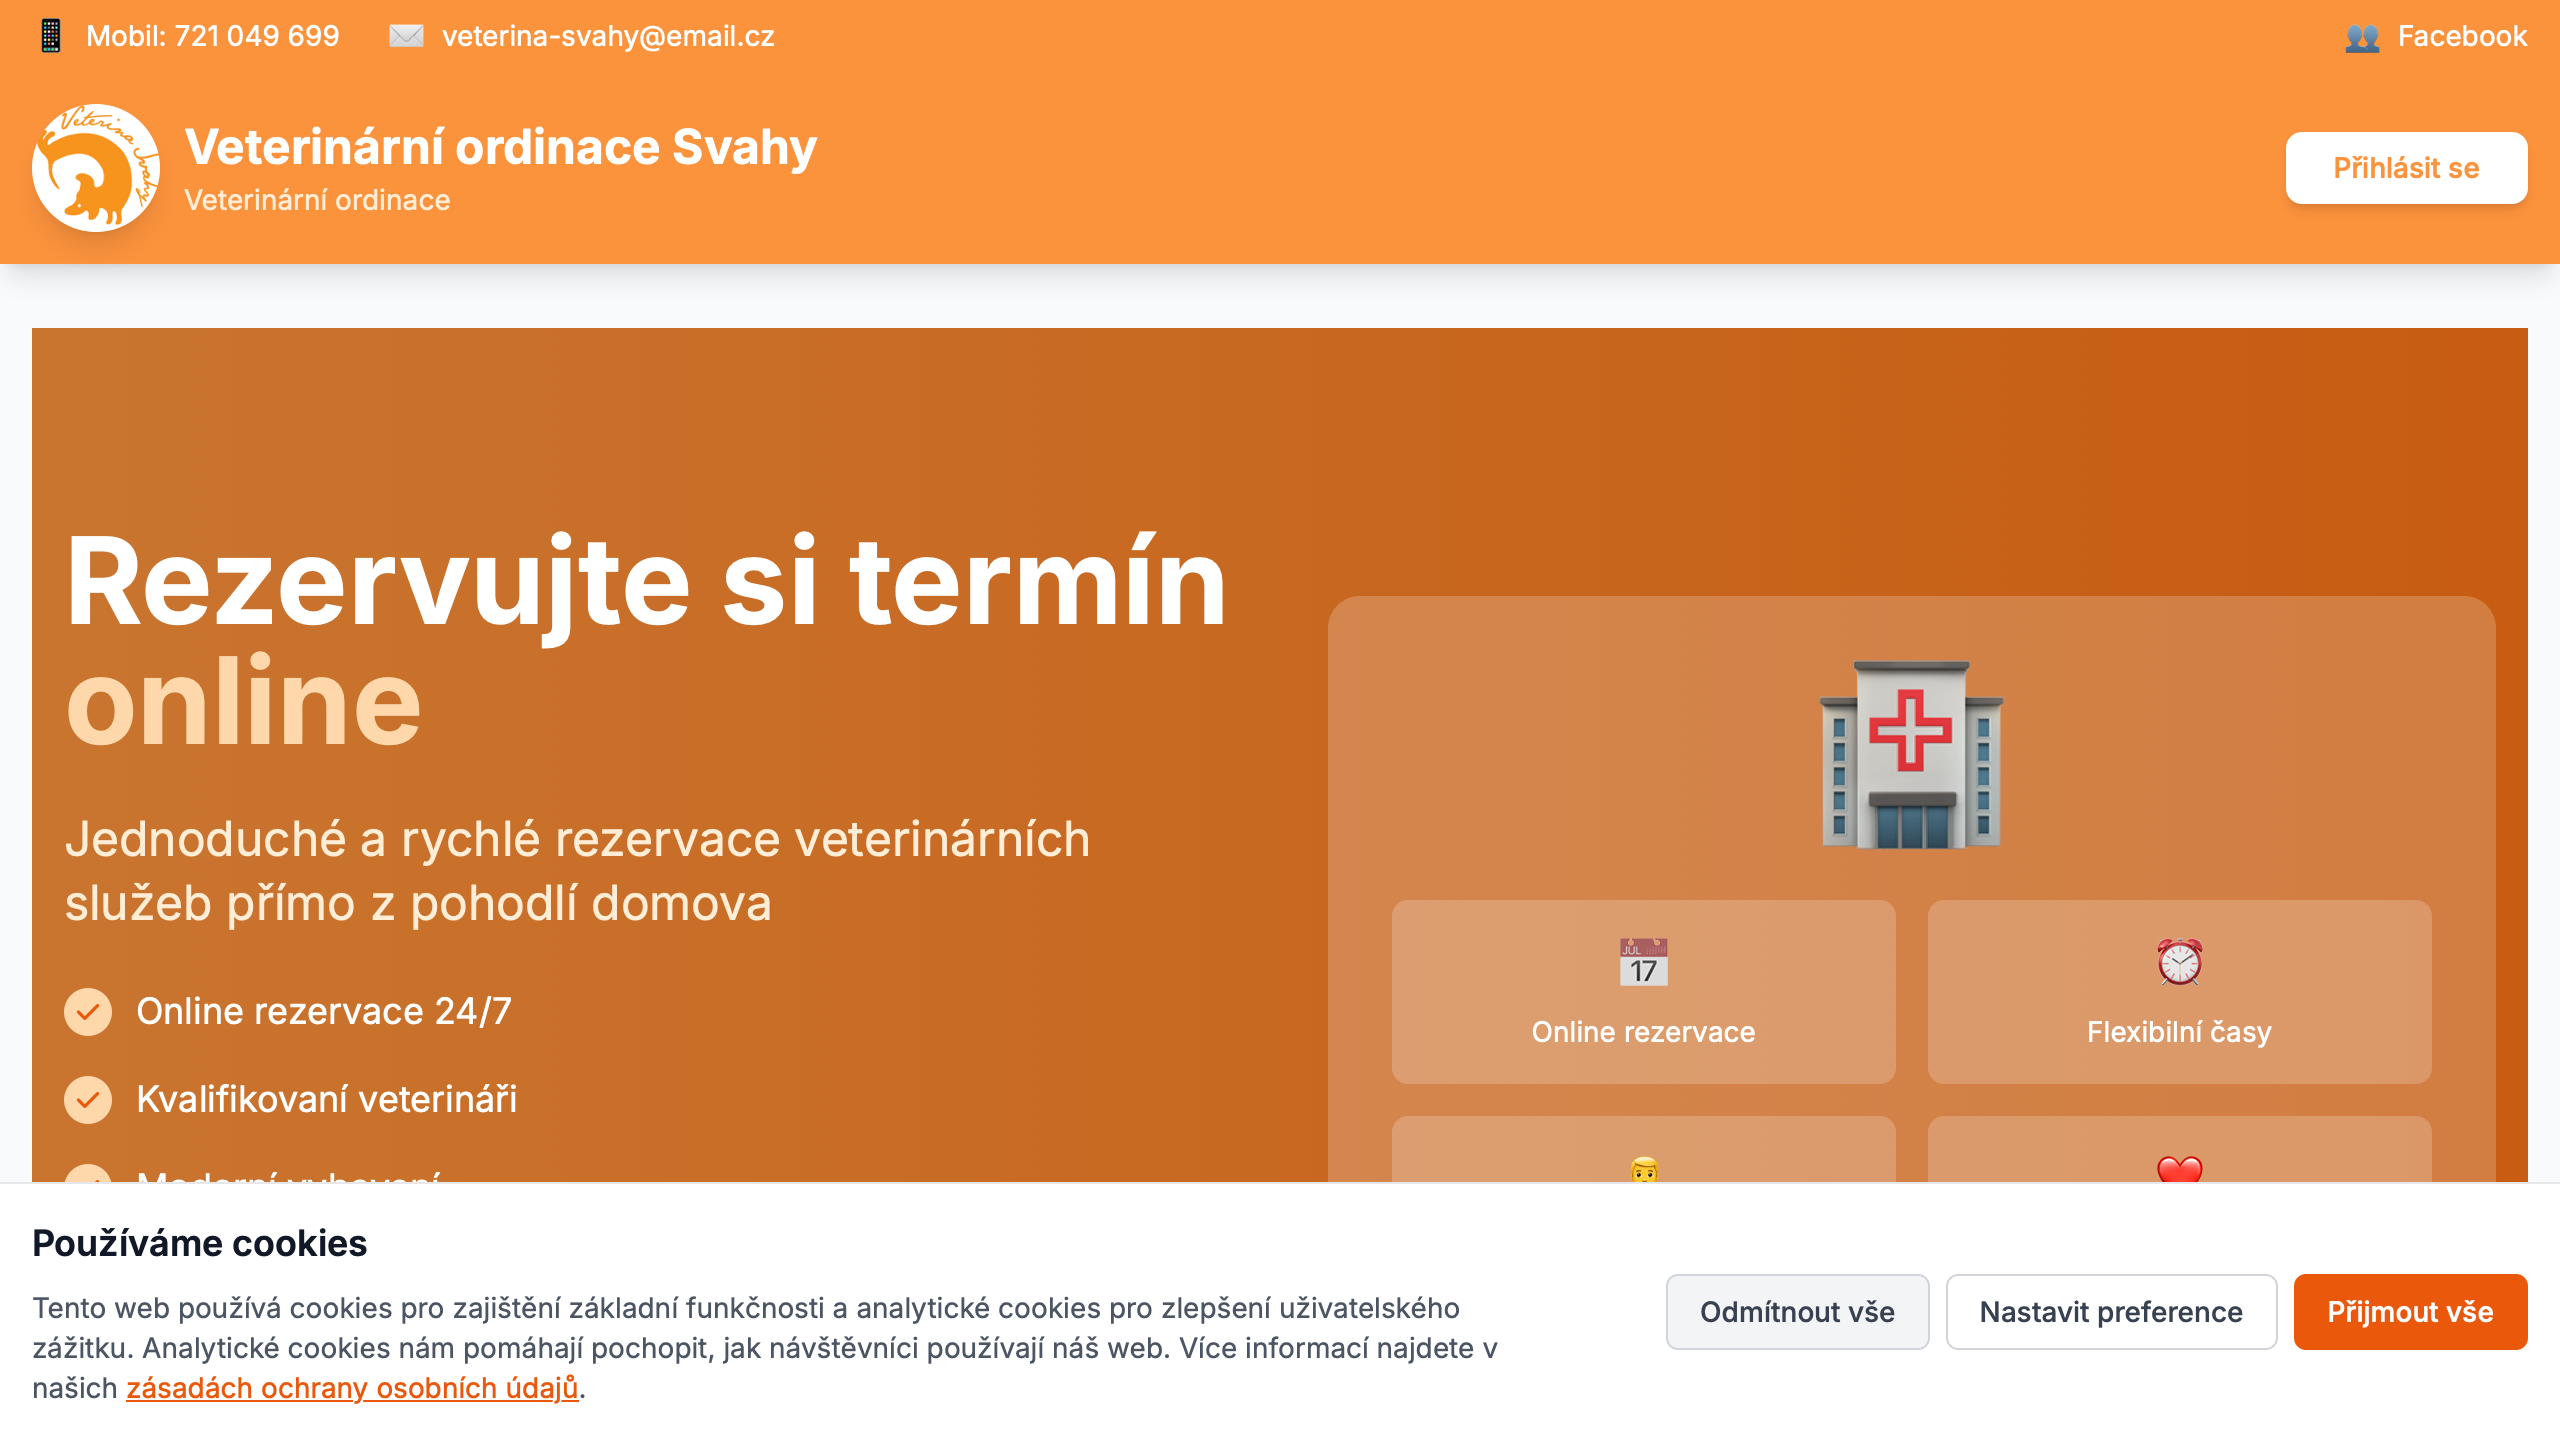 Mobil: 721 049 699
veterina-svahy@email.cz
Facebook
Veterina Svahy
Veterinární ordinace Svahy
Veterinární ordinace
Přihlásit se
Rezervujte si termín
online
Jednoduché a rychlé rezervace veterinárních
služeb přímo z pohodlí domova
Online rezervace 24/7
Kvalifikovaní veterináři
Moderní vybavení
JUL
17
Online rezervace
Flexibilní časy
Používáme cookies
Tento web používá cookies pro zajištění základní funkčnosti a analytické cookies pro zlepšení uživatelského
zážitku. Analytické cookies nám pomáhají pochopit, jak návštěvníci používají náš web. Více informací najdete v
našich zásadách ochrany osobních údajů.
Odmítnout vše
Nastavit preference
Přijmout vše